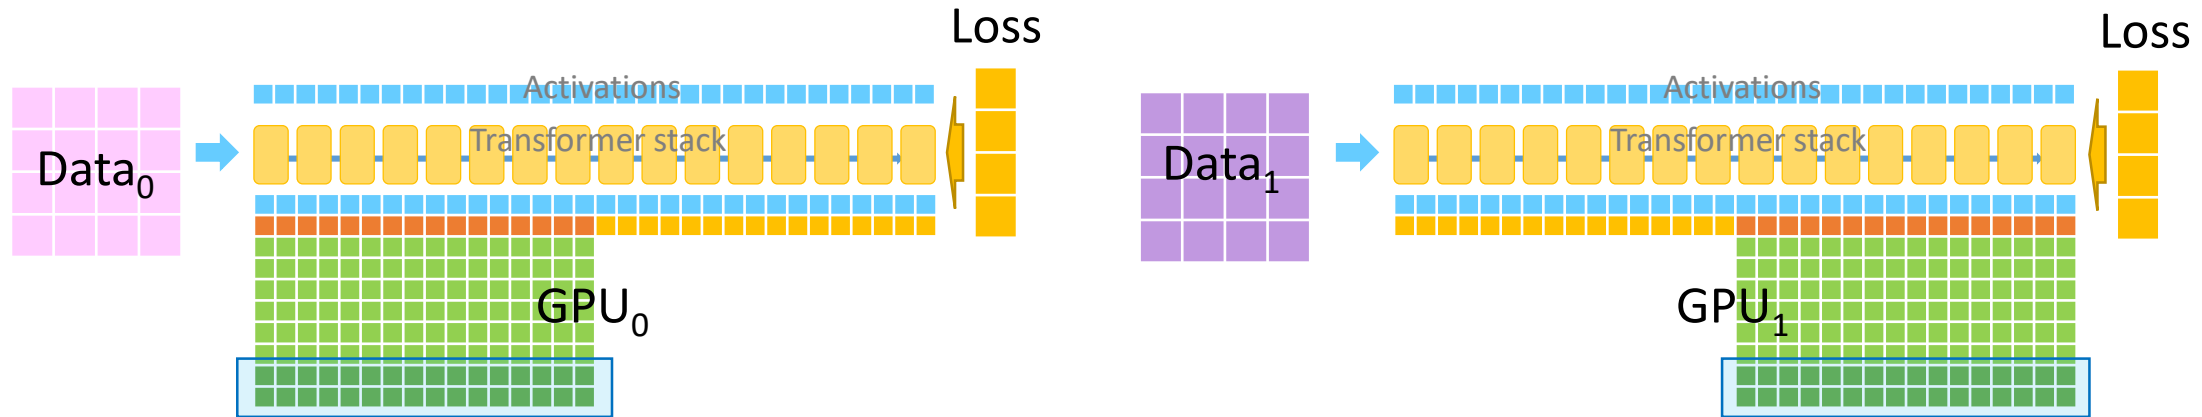 Loss
Activations
Transformer stack
Data₀
GPU₀
Loss
Activations
Transformer stack
Data₁
GPU₁